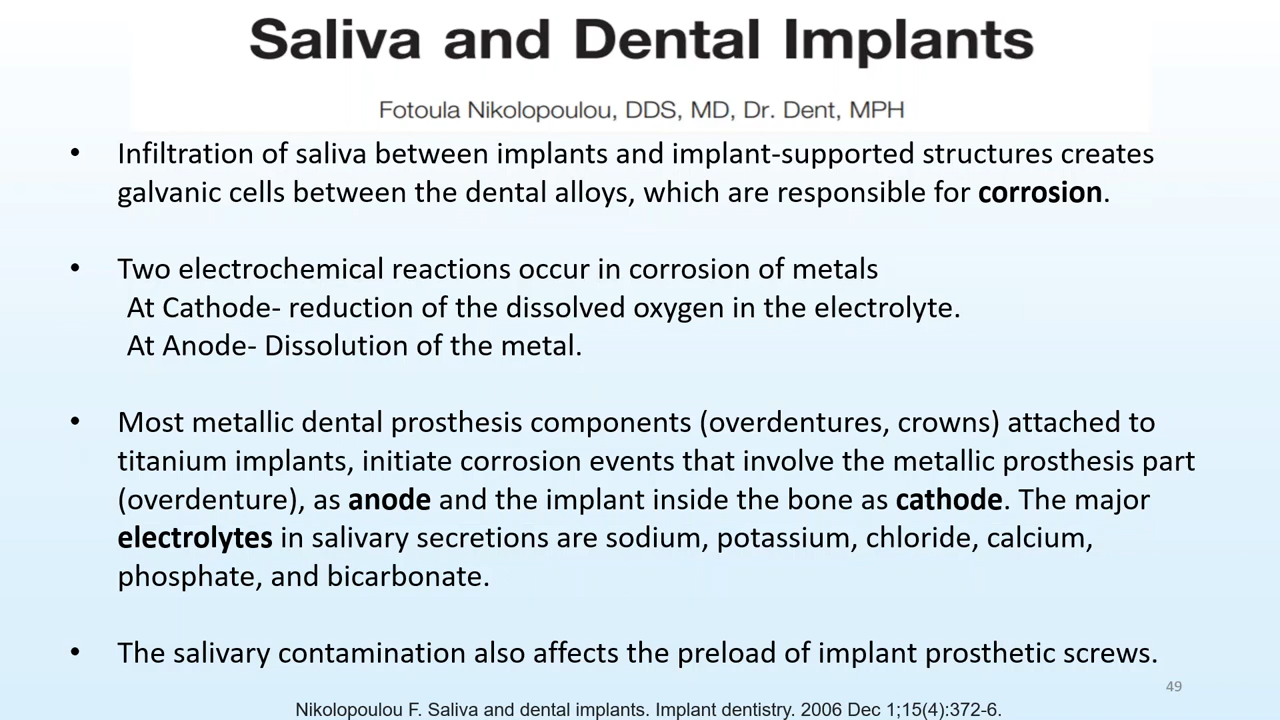 Saliva and Dental Implants
Fotoula Nikolopoulou, DDS, MD, Dr. Dent, MPH
• Infiltration of saliva between implants and implant-supported structures creates
galvanic cells between the dental alloys, which are responsible for corrosion.
• Two electrochemical reactions occur in corrosion of metals
At Cathode- reduction of the dissolved oxygen in the electrolyte.
At Anode- Dissolution of the metal.
• Most metallic dental prosthesis components (overdentures, crowns) attached to
titanium implants, initiate corrosion events that involve the metallic prosthesis part
(overdenture), as anode and the implant inside the bone as cathode. The major
electrolytes in salivary secretions are sodium, potassium, chloride, calcium,
phosphate, and bicarbonate.
• The salivary contamination also affects the preload of implant prosthetic screws.
49
Nikolopoulou F. Saliva and dental implants. Implant dentistry. 2006 Dec 1;15(4):372-6.